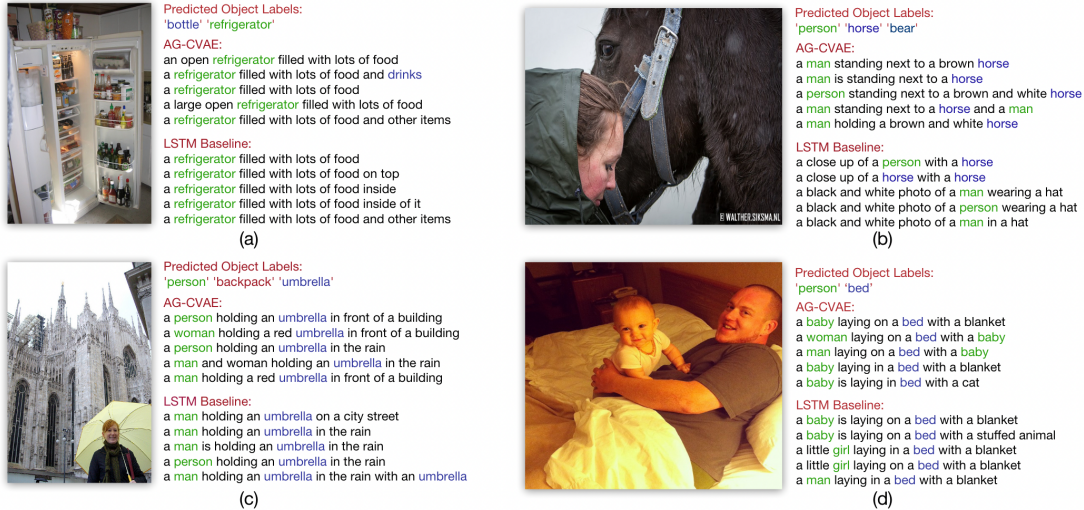 Predicted Object Labels:
'bottle' 'refrigerator'
AG-CVAE:
an open refrigerator filled with lots of food
a refrigerator filled with lots of food and drinks
a refrigerator filled with lots of food
a large open refrigerator filled with lots of food
a refrigerator filled with lots of food and other items
LSTM Baseline:
a refrigerator filled with lots of food
a refrigerator filled with lots of food on top
a refrigerator filled with lots of food inside
a refrigerator filled with lots of food inside of it
a refrigerator filled with lots of food and other items
(a)
Predicted Object Labels:
'person' 'horse' 'bear'
AG-CVAE:
a man standing next to a brown horse
a man is standing next to a horse
a person standing next to a brown and white horse
a man standing next to a horse and a man
a man holding a brown and white horse
LSTM Baseline:
a close up of a person with a horse
a close up of a horse with a horse
a black and white photo of a man wearing a hat
a black and white photo of a person wearing a hat
a black and white photo of a man in a hat
© WALTHER.SIKSMA.NL
(b)
Predicted Object Labels:
'person' 'backpack' 'umbrella'
AG-CVAE:
a person holding an umbrella in front of a building
a woman holding a red umbrella in front of a building
a person holding an umbrella in the rain
a man and woman holding an umbrella in the rain
a man holding a red umbrella in front of a building
LSTM Baseline:
a man holding an umbrella on a city street
a man holding an umbrella in the rain
a man is holding an umbrella in the rain
a person holding an umbrella in the rain
a man holding an umbrella in the rain with an umbrella
(c)
Predicted Object Labels:
'person' 'bed'
AG-CVAE:
a baby laying on a bed with a blanket
a woman laying on a bed with a baby
a man laying on a bed with a baby
a baby laying in a bed with a blanket
a baby is laying in bed with a cat
LSTM Baseline:
a baby is laying on a bed with a blanket
a baby is laying on a bed with a stuffed animal
a little girl laying in a bed with a blanket
a little girl laying on a bed with a blanket
a man laying in a bed with a blanket
(d)